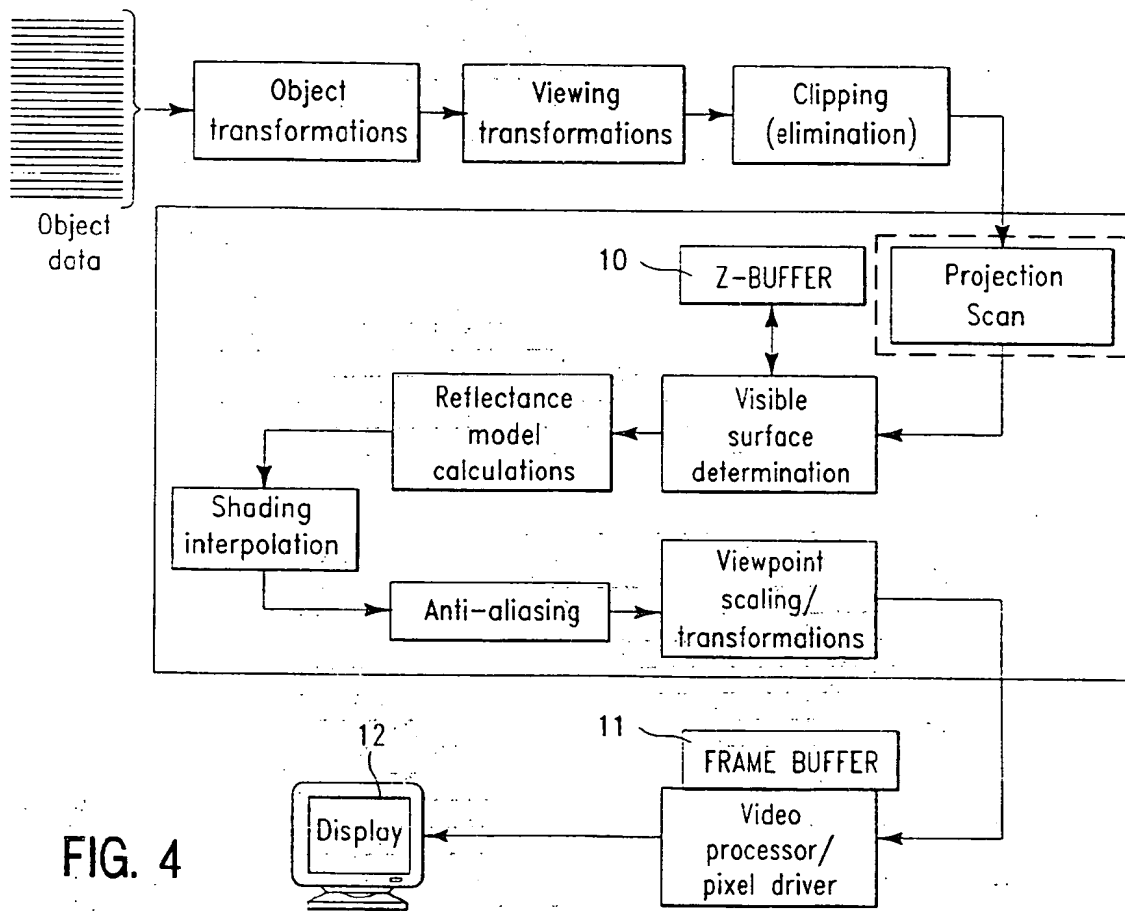 Object
transformations
Viewing
transformations
Clipping
(elimination)
Object
data
10
Z-BUFFER
Projection
Scan
Reflectance
model
calculations
Visible
surface
determination
Shading
interpolation
Anti-aliasing
Viewpoint
scaling/
transformations
12
11
FRAME BUFFER
Display
Video
processor/
pixel driver
FIG. 4